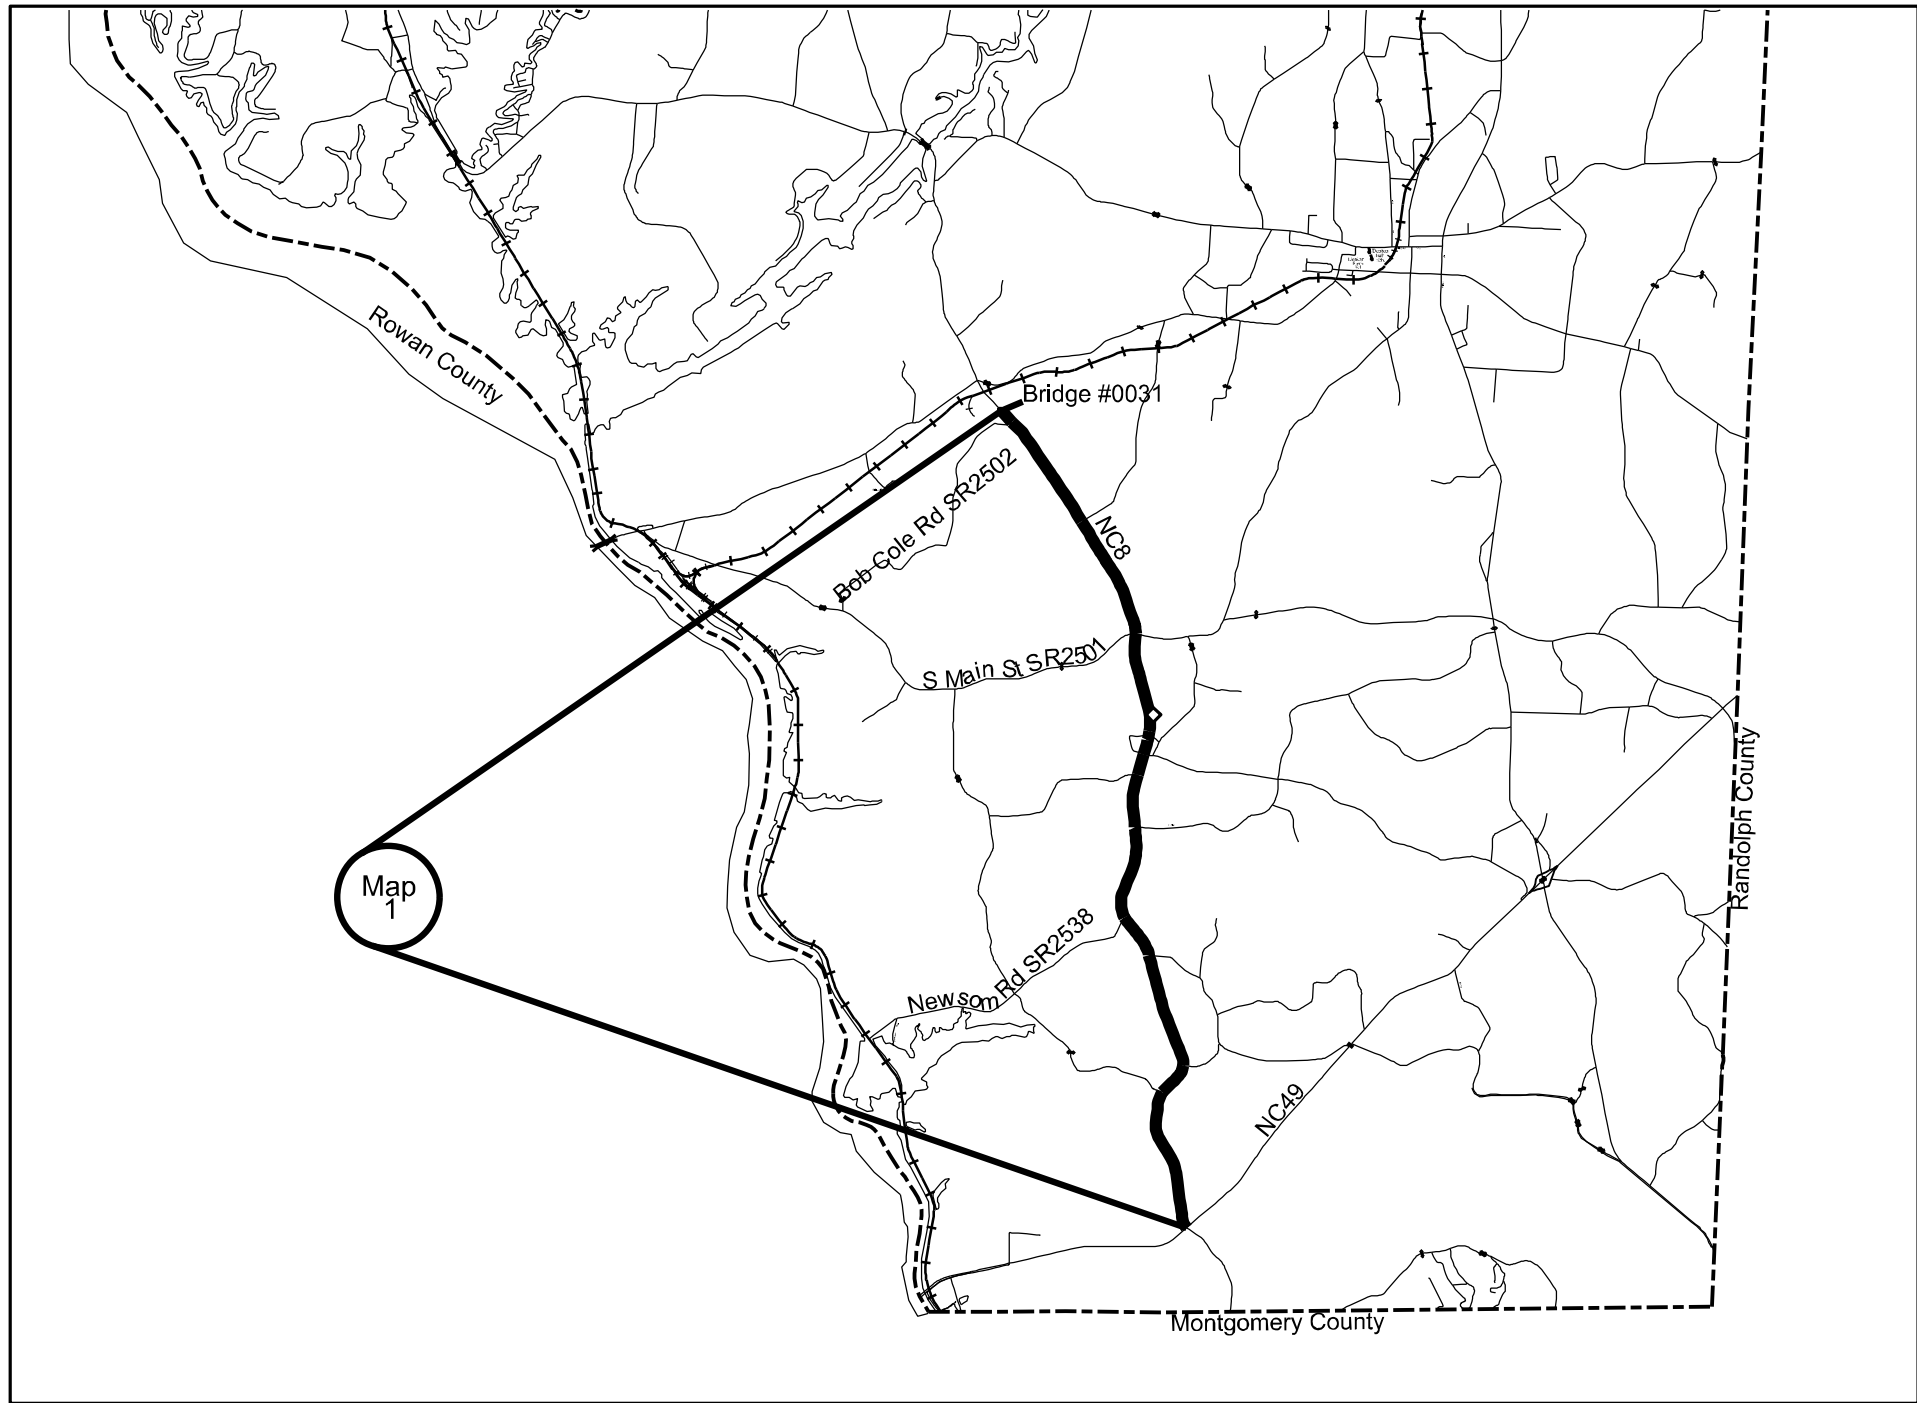 Rowan County
Bridge #0031
Bob Cole Rd SR2502
NC8
S Main St SR2501
Randolph County
Map
1
Newsom Rd SR2538
NC49
Montgomery County